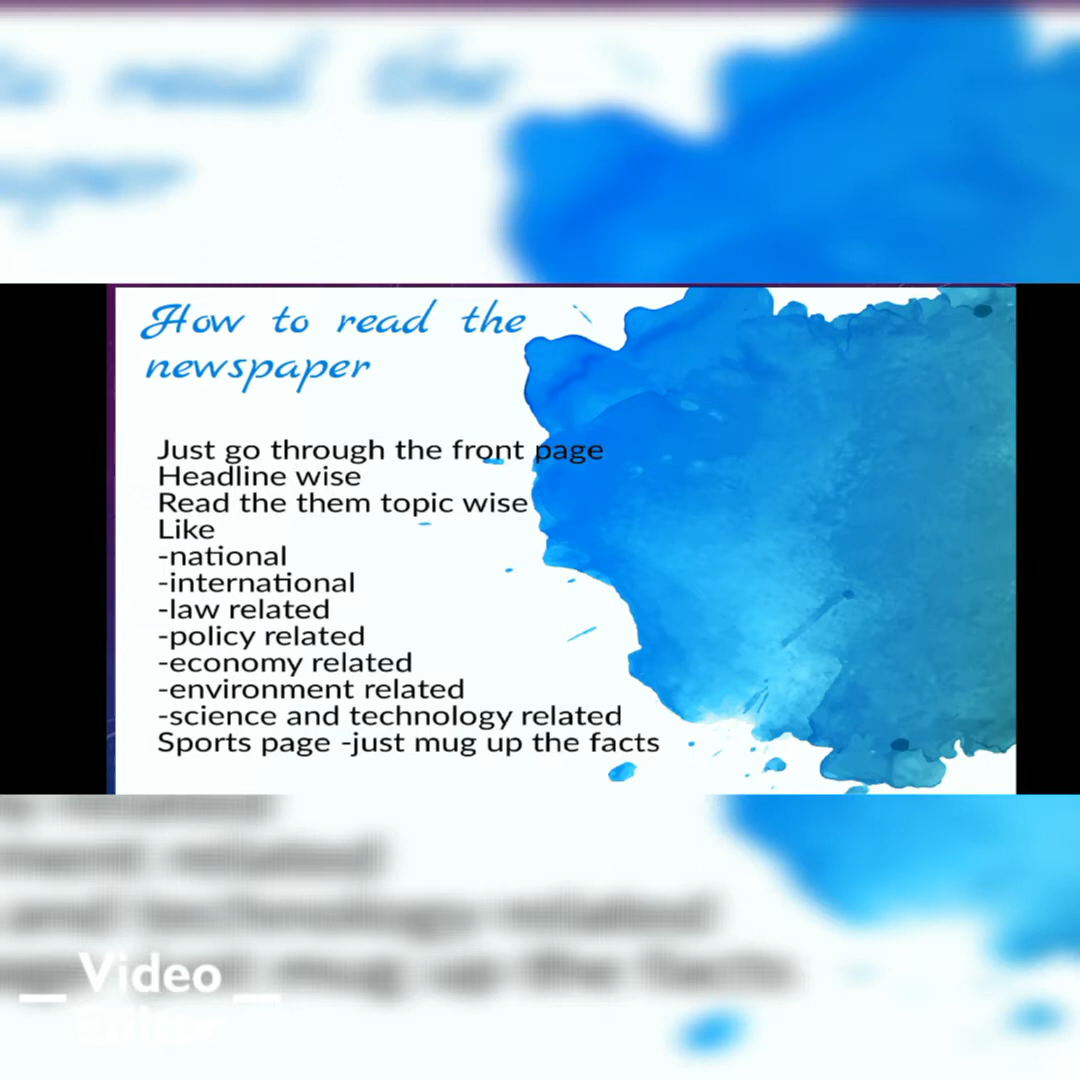 How to read the
newspaper
Just go through the front page
Headline wise
Read the them topic wise
Like
-national
-international
-law related
-policy related
-economy related
-environment related
-science and technology related
Sports page -just mug up the facts
Video
Editor